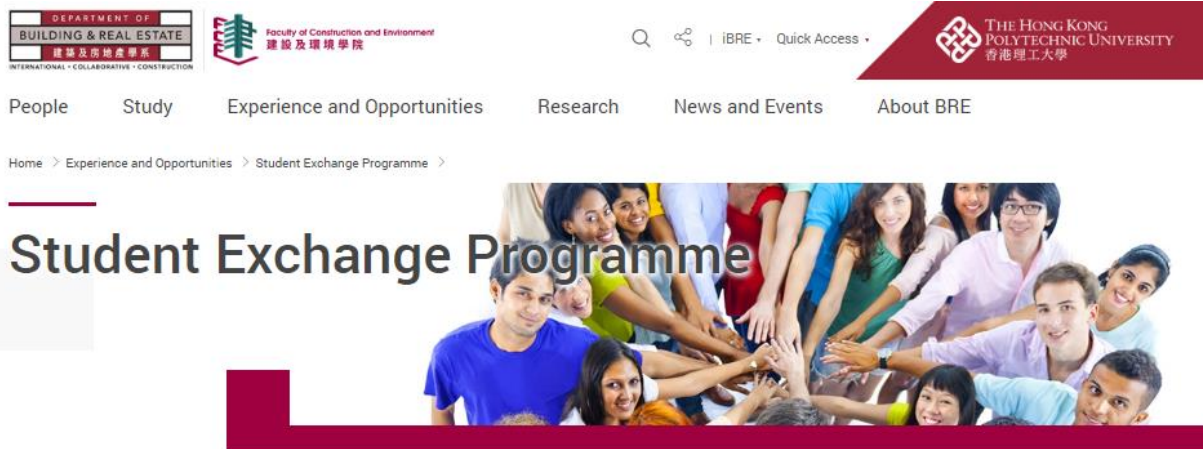 DEPARTMENT OF
BUILDING & REAL ESTATE
建築及房地產學系
INTERNATIONAL • COLLABORATIVE • CONSTRUCTION
Faculty of Construction and Environment
建設及環境學院
| iBRE Quick Access
THE HONG KONG
POLYTECHNIC UNIVERSITY
香港理工大學
People Study Experience and Opportunities Research News and Events About BRE
Home > Experience and Opportunities > Student Exchange Programme >
Student Exchange Programme